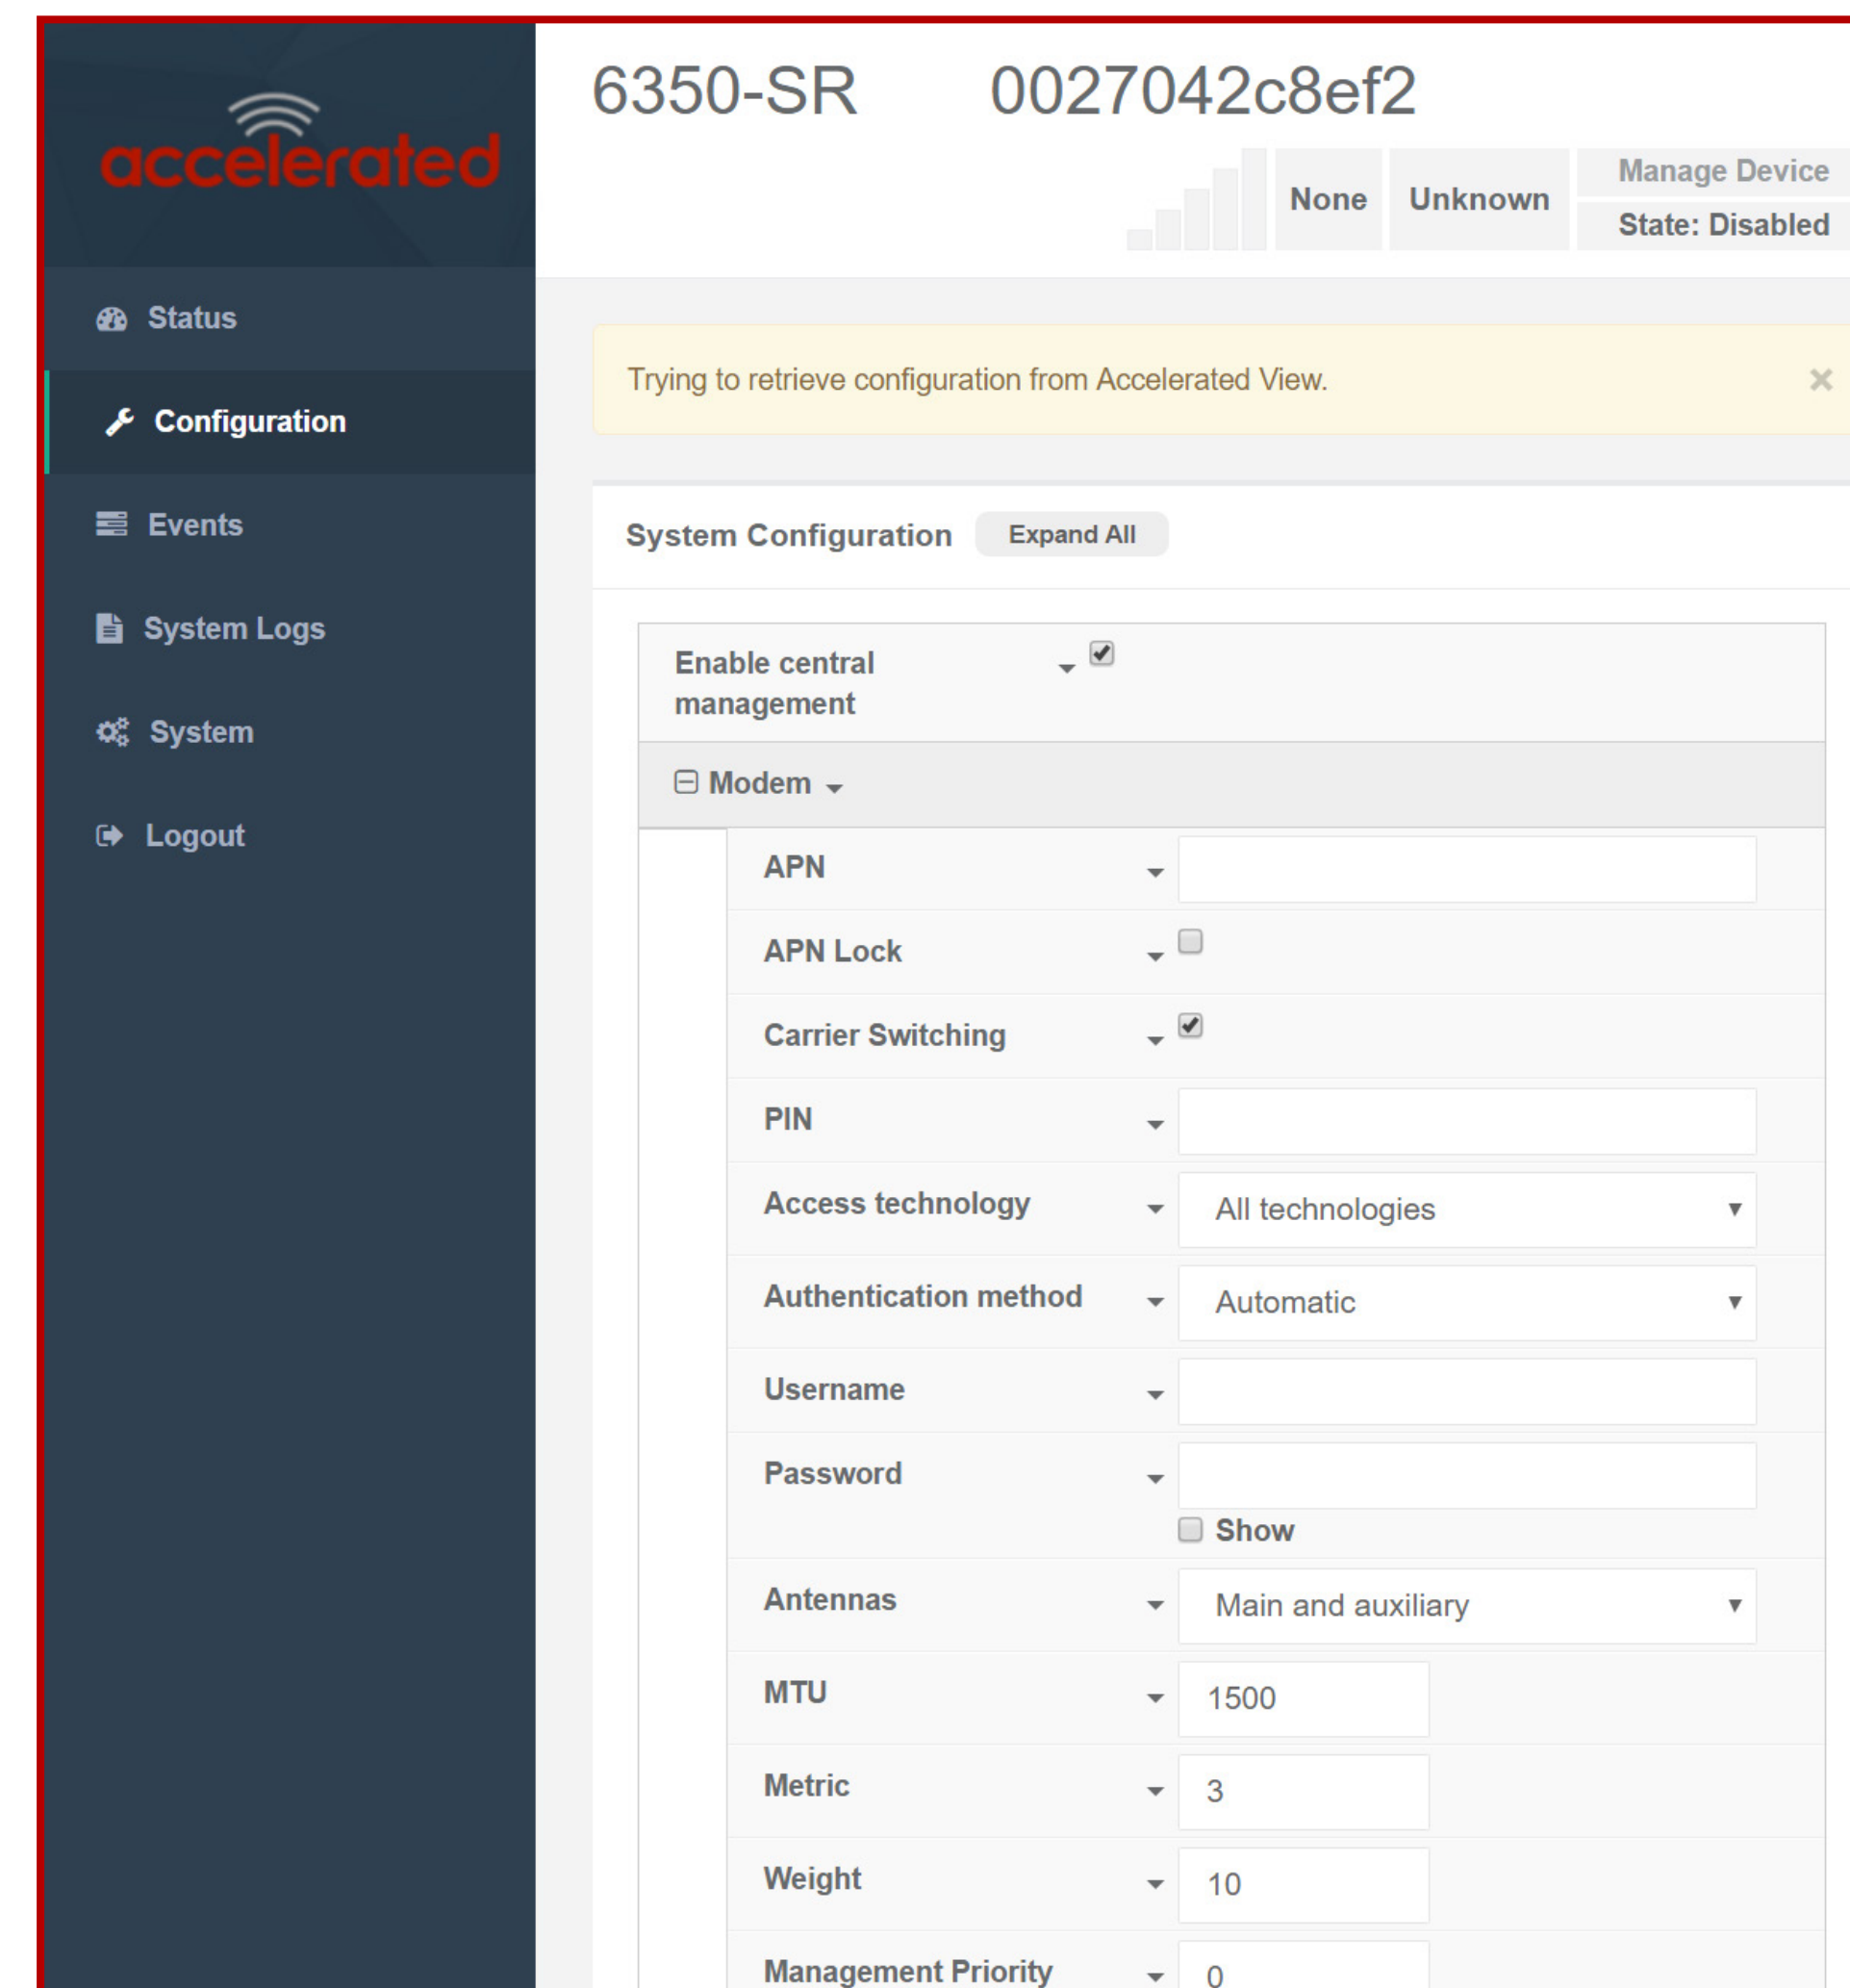 accelerated
6350-SR 0027042c8ef2
None Unknown Manage Device
State: Disabled
Status
Configuration
Events
System Logs
System
Logout
Trying to retrieve configuration from Accelerated View. ×
System Configuration Expand All
Enable central
management
Modem
APN
APN Lock
Carrier Switching
PIN
Access technology All technologies
Authentication method Automatic
Username
Password
Show
Antennas Main and auxiliary
MTU 1500
Metric 3
Weight 10
Management Priority 0